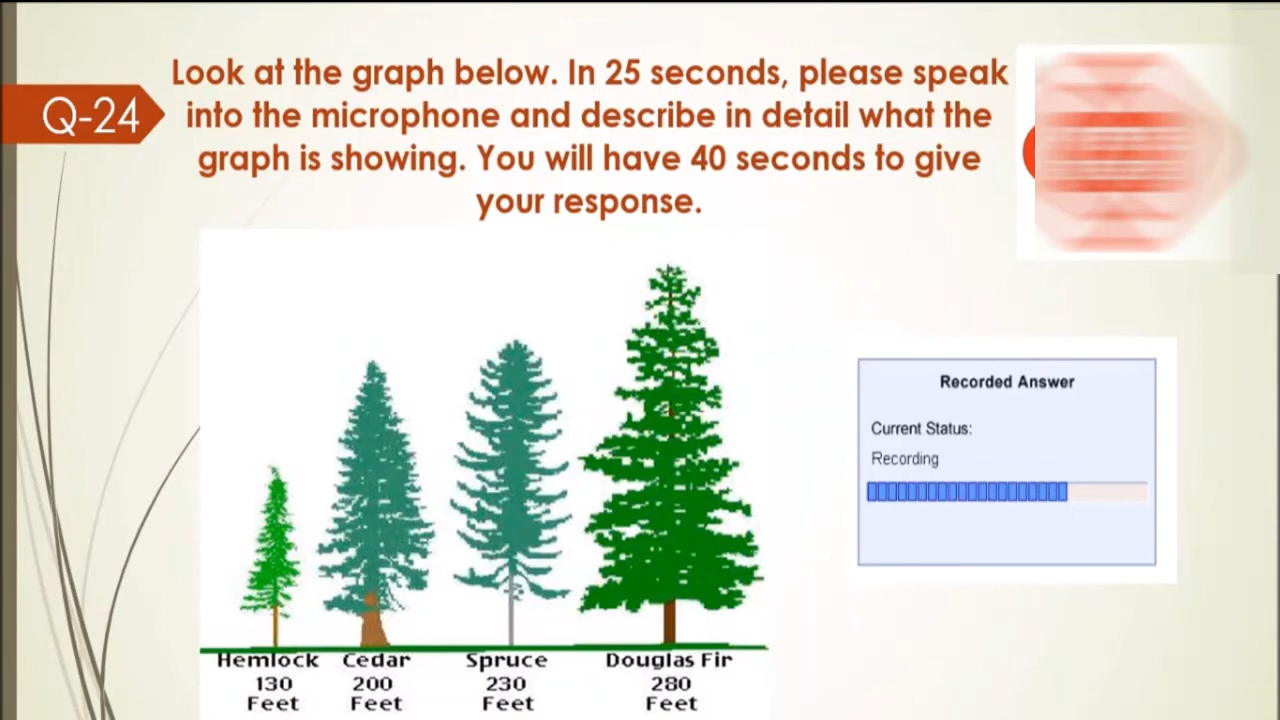 Q-24
Look at the graph below. In 25 seconds, please speak
into the microphone and describe in detail what the
graph is showing. You will have 40 seconds to give
your response.
Recorded Answer
Current Status:
Recording
Hemlock Cedar Spruce Douglas Fir
130 200 230 280
Feet Feet Feet Feet